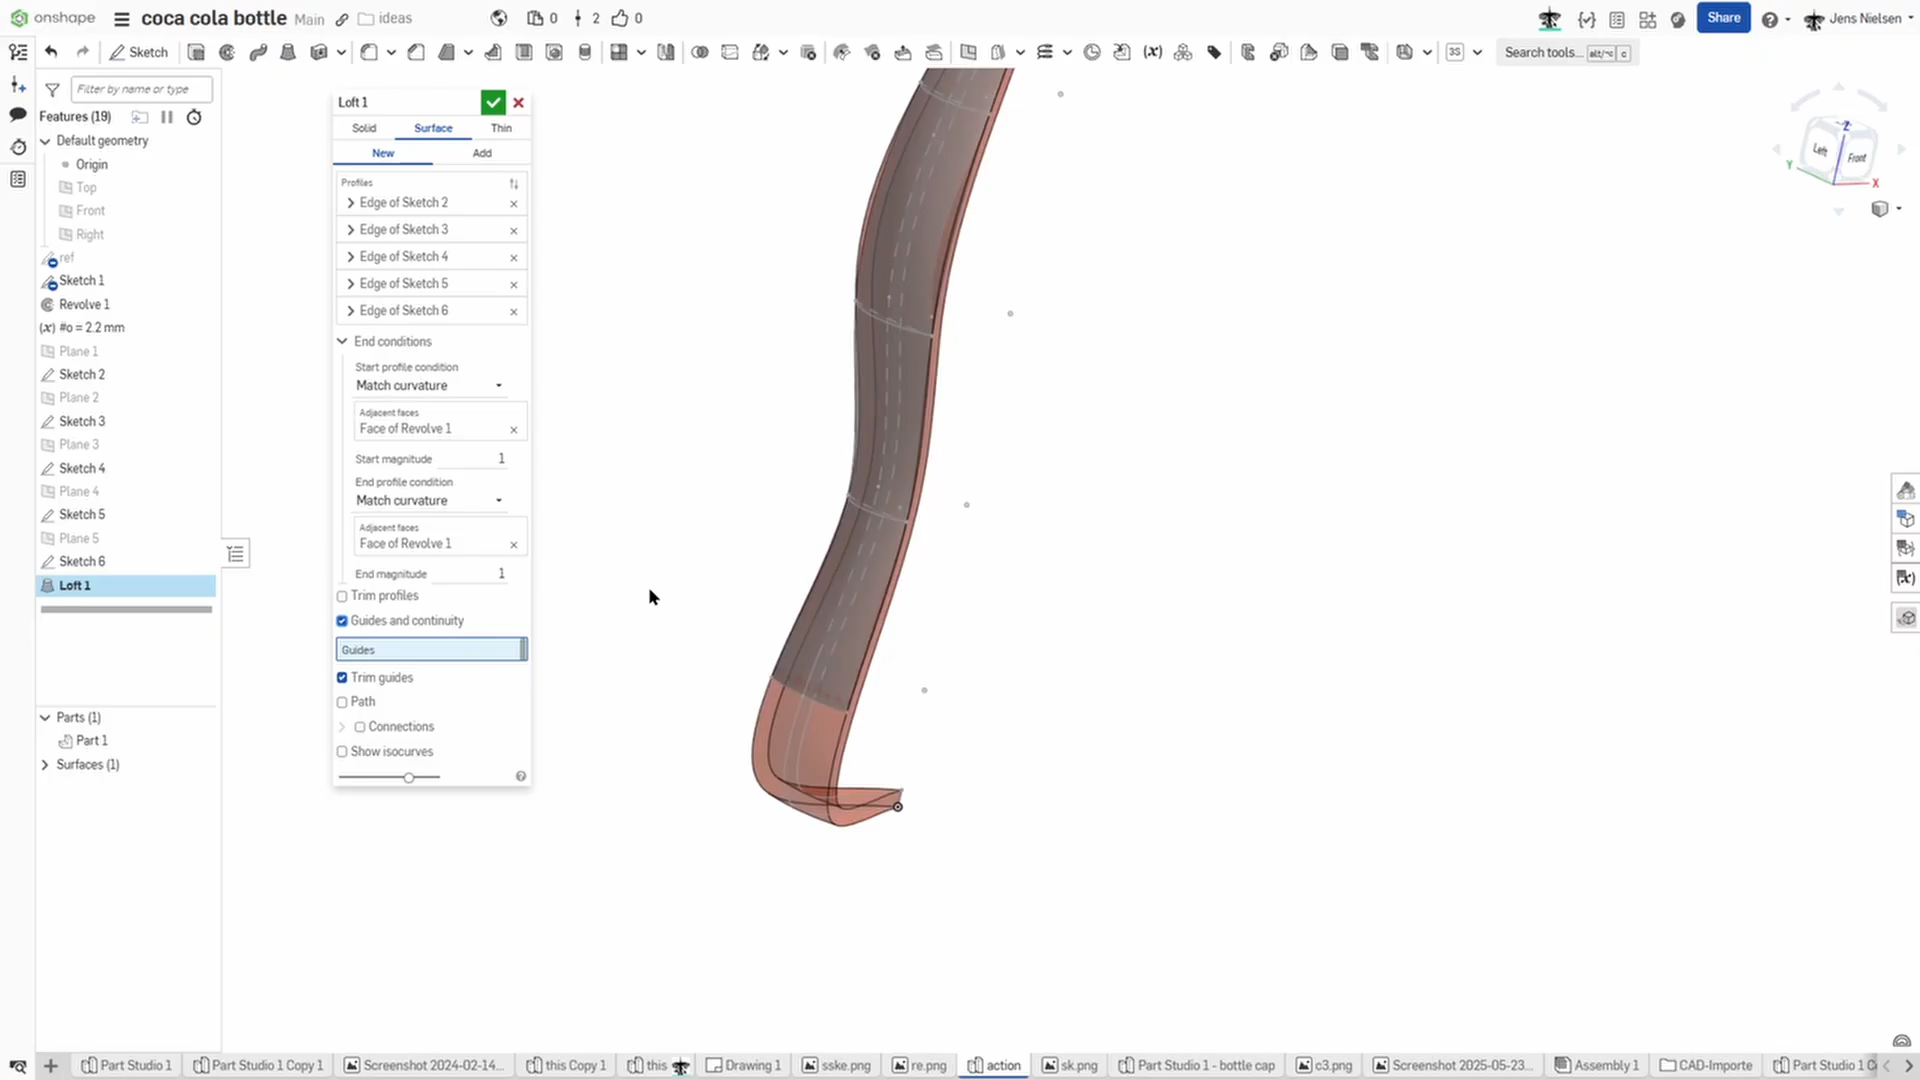 onshape
coca cola bottle Main ideas 0 2 0 Share Jens Nielsen
Sketch (x) 3S Search tools... alt/⌥ c
Filter by name or type
Features (19)
Default geometry
Origin
Top
Front
Right
ref
Sketch 1
Revolve 1
(x) #o = 2.2 mm
Plane 1
Sketch 2
Plane 2
Sketch 3
Plane 3
Sketch 4
Plane 4
Sketch 5
Plane 5
Sketch 6
Loft 1
Parts (1)
Part 1
Surfaces (1)
Loft 1
Solid Surface Thin
New Add
Profiles
Edge of Sketch 2
Edge of Sketch 3
Edge of Sketch 4
Edge of Sketch 5
Edge of Sketch 6
End conditions
Start profile condition
Match curvature
Adjacent faces
Face of Revolve 1
Start magnitude 1
End profile condition
Match curvature
Adjacent faces
Face of Revolve 1
End magnitude 1
Trim profiles
Guides and continuity
Guides
Trim guides
Path
Connections
Show isocurves
Z
Left Front
Y
X
Part Studio 1 Part Studio 1 Copy 1 Screenshot 2024-02-14... this Copy 1 this Drawing 1 sske.png re.png action sk.png Part Studio 1 - bottle cap c3.png Screenshot 2025-05-23... Assembly 1 CAD-Importe Part Studio 1